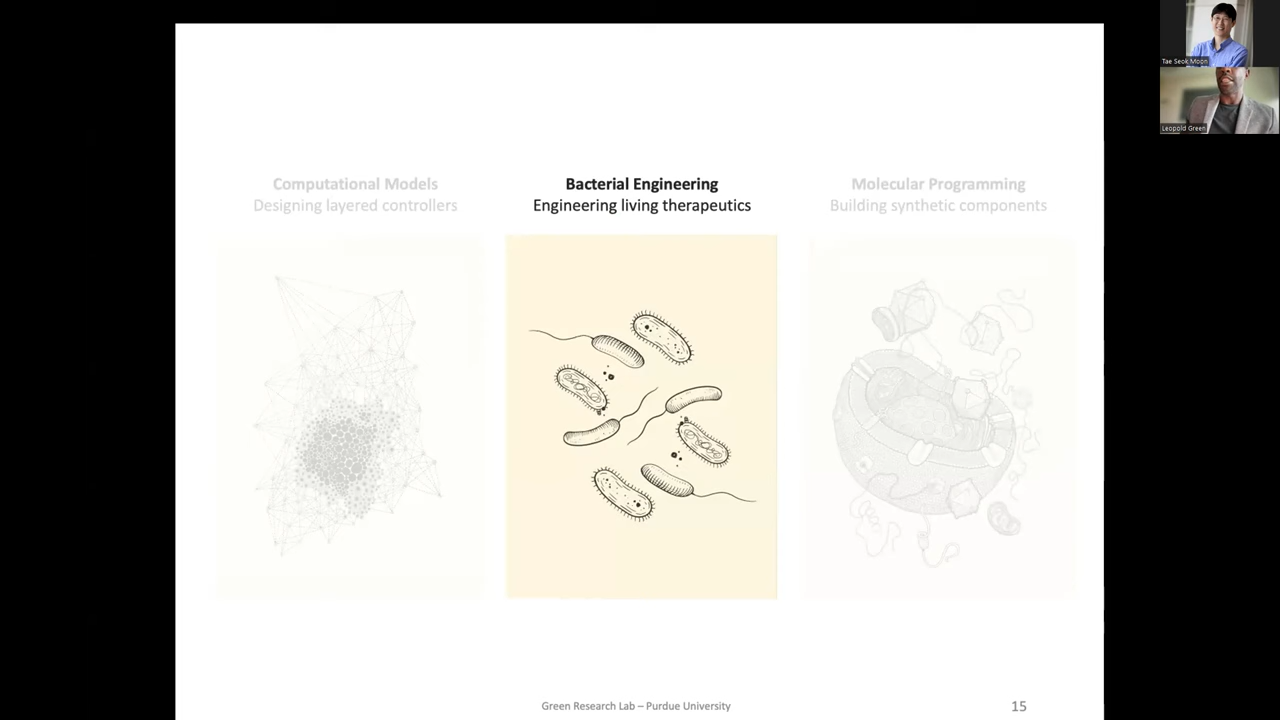 Computational Models
Designing layered controllers
Bacterial Engineering
Engineering living therapeutics
Molecular Programming
Building synthetic components
Green Research Lab – Purdue University
15
Tae Seok Moon
Leopold Green